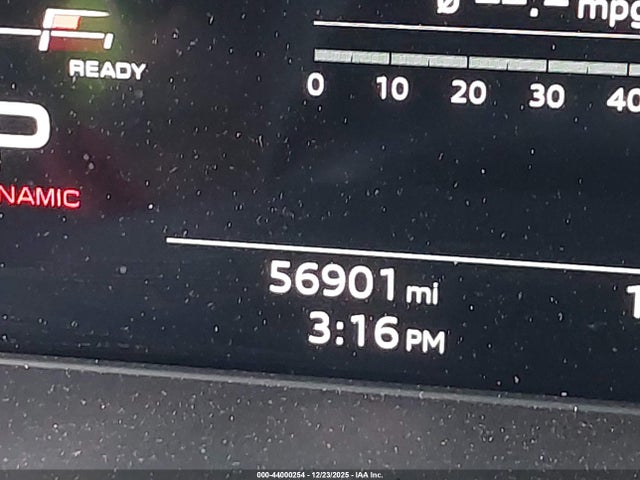 Ø --.- mpg
READY
0 10 20 30 40
NAMIC
56901 mi
3:16 PM
000-44000254 - 12/23/2025 - IAA Inc.